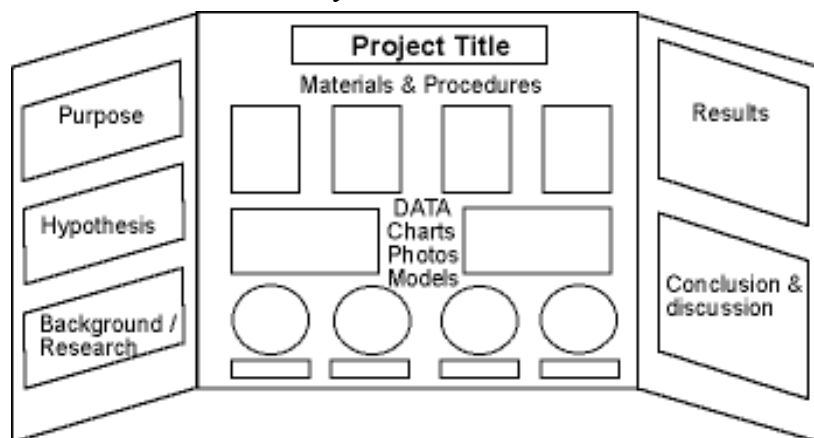 Project Title
Materials & Procedures
Purpose
Hypothesis
Background /
Research
DATA
Charts
Photos
Models
Results
Conclusion &
discussion